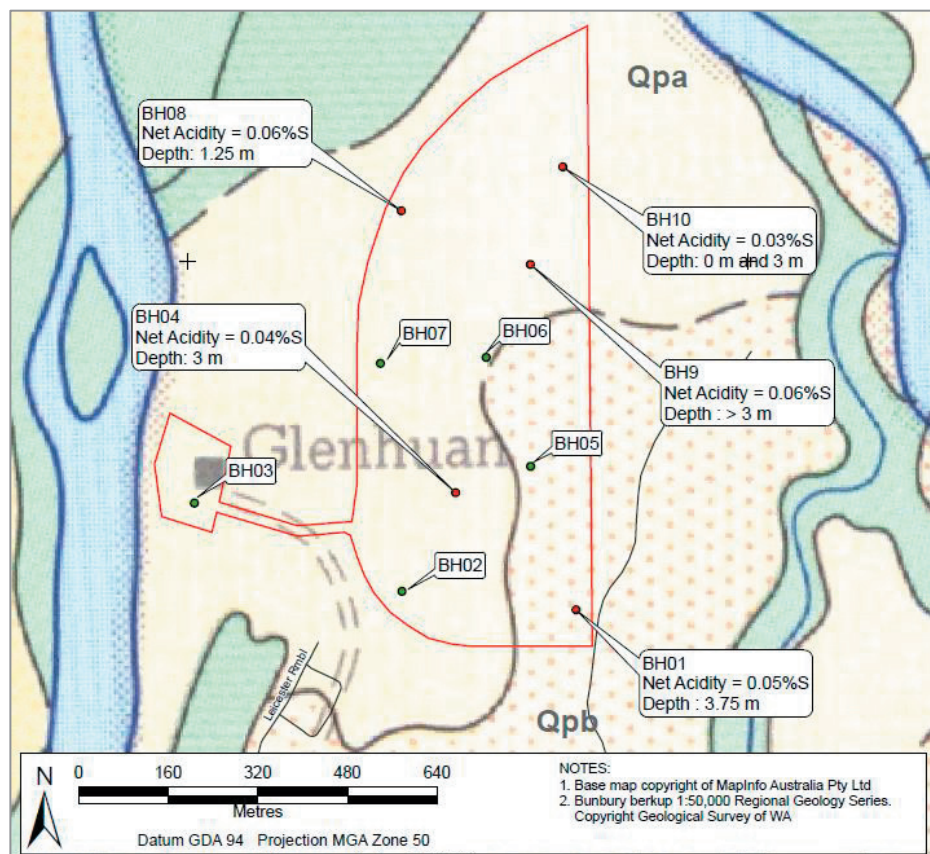 Qpa
BH08
Net Acidity = 0.06%S
Depth: 1.25 m
BH10
Net Acidity = 0.03%S
Depth: 0 m and 3 m
BH04
Net Acidity = 0.04%S
Depth: 3 m
BH07
BH06
BH9
Net Acidity = 0.06%S
Depth : > 3 m
Glenhuan
BH03
BH05
BH02
BH01
Net Acidity = 0.05%S
Depth : 3.75 m
Leicester Rmbl
Qpb
N
0 160 320 480 640
Metres
Datum GDA 94 Projection MGA Zone 50
NOTES:
1. Base map copyright of MapInfo Australia Pty Ltd
2. Bunbury berkup 1:50,000 Regional Geology Series.
Copyright Geological Survey of WA